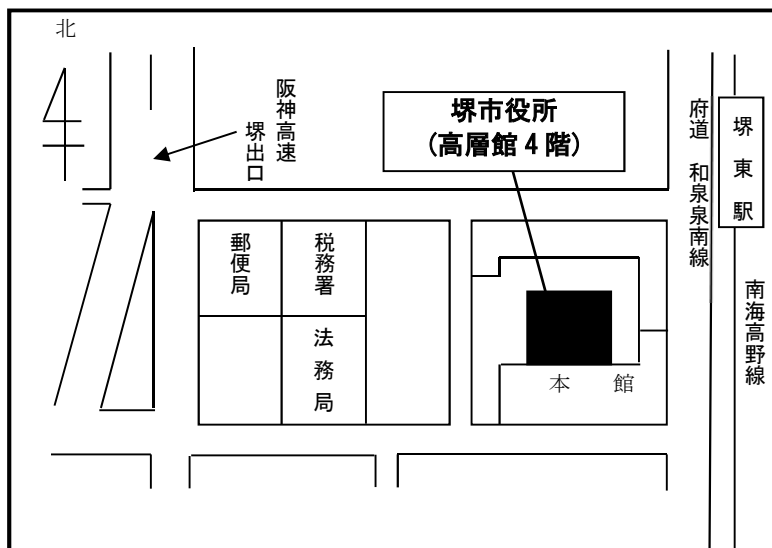 北
阪神高速
堺出口
堺市役所
(高層館4階)
府道 和泉泉南線
堺東駅
南海高野線
郵便局
税務署
法務局
本 館